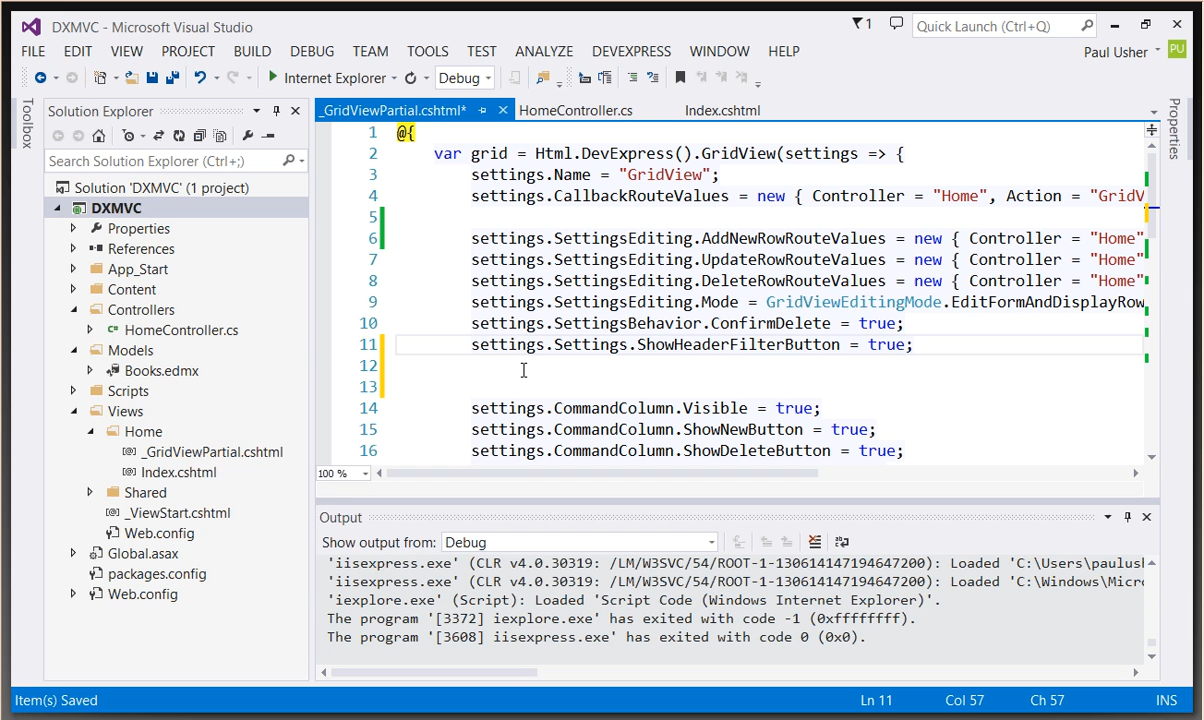 DXMVC - Microsoft Visual Studio
1
Quick Launch (Ctrl+Q)
FILE EDIT VIEW PROJECT BUILD DEBUG TEAM TOOLS TEST ANALYZE DEVEXPRESS WINDOW HELP
Paul Usher PU
Internet Explorer Debug
Toolbox
Solution Explorer
Search Solution Explorer (Ctrl+;)
Solution 'DXMVC' (1 project)
DXMVC
Properties
References
App_Start
Content
Controllers
HomeController.cs
Models
Books.edmx
Scripts
Views
Home
_GridViewPartial.cshtml
Index.cshtml
Shared
_ViewStart.cshtml
Web.config
Global.asax
packages.config
Web.config
_GridViewPartial.cshtml* HomeController.cs Index.cshtml
Properties
1 @{
2 var grid = Html.DevExpress().GridView(settings => {
3 settings.Name = "GridView";
4 settings.CallbackRouteValues = new { Controller = "Home", Action = "GridV
5
6 settings.SettingsEditing.AddNewRowRouteValues = new { Controller = "Home"
7 settings.SettingsEditing.UpdateRowRouteValues = new { Controller = "Home"
8 settings.SettingsEditing.DeleteRowRouteValues = new { Controller = "Home"
9 settings.SettingsEditing.Mode = GridViewEditingMode.EditFormAndDisplayRow
10 settings.SettingsBehavior.ConfirmDelete = true;
11 settings.Settings.ShowHeaderFilterButton = true;
12
13
14 settings.CommandColumn.Visible = true;
15 settings.CommandColumn.ShowNewButton = true;
16 settings.CommandColumn.ShowDeleteButton = true;
100 %
Output
Show output from: Debug
'iisexpress.exe' (CLR v4.0.30319: /LM/W3SVC/54/ROOT-1-130614147194647200): Loaded 'C:\Users\paulush
'iisexpress.exe' (CLR v4.0.30319: /LM/W3SVC/54/ROOT-1-130614147194647200): Loaded 'C:\Windows\Micro
'iexplore.exe' (Script): Loaded 'Script Code (Windows Internet Explorer)'.
The program '[3372] iexplore.exe' has exited with code -1 (0xffffffff).
The program '[3608] iisexpress.exe' has exited with code 0 (0x0).
Item(s) Saved Ln 11 Col 57 Ch 57 INS